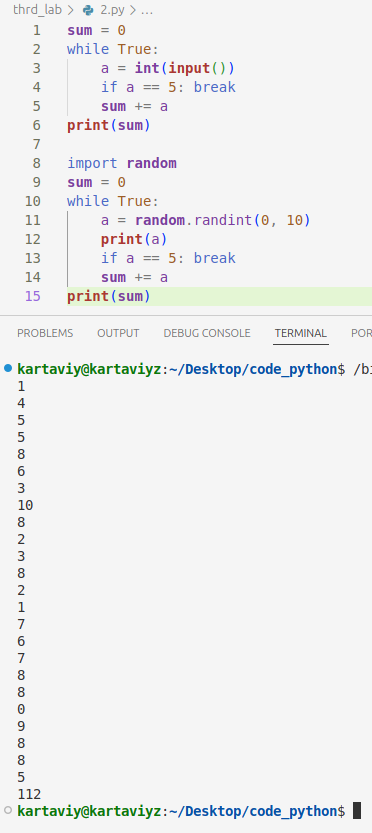 thrd_lab > 2.py > ...
1 sum = 0
2 while True:
3     a = int(input())
4     if a == 5: break
5     sum += a
6 print(sum)
7
8 import random
9 sum = 0
10 while True:
11     a = random.randint(0, 10)
12     print(a)
13     if a == 5: break
14     sum += a
15 print(sum)
PROBLEMS OUTPUT DEBUG CONSOLE TERMINAL POR
kartaviy@kartaviyz:~/Desktop/code_python$ /bi
1
4
5
5
8
6
3
10
8
2
3
8
2
1
7
6
7
8
8
0
9
8
8
5
112
kartaviy@kartaviyz:~/Desktop/code_python$